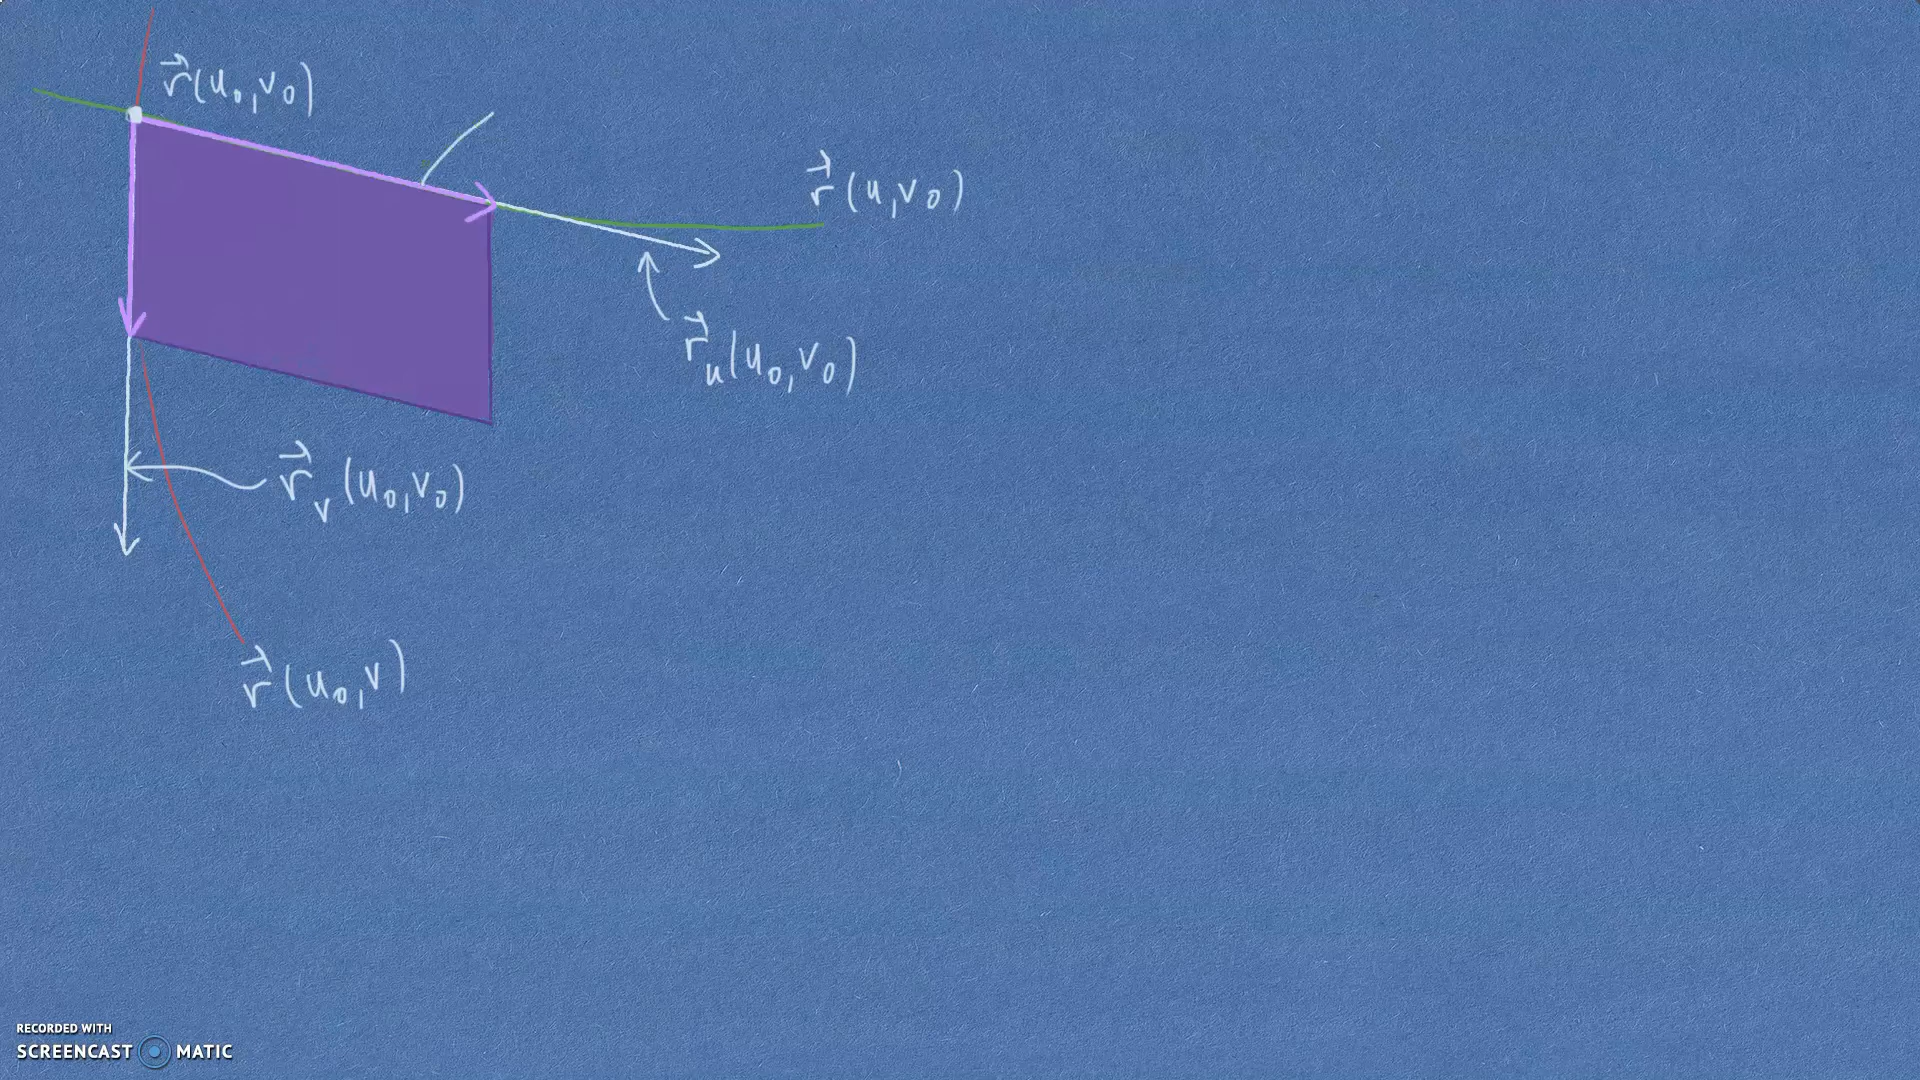 r⃗(u₀,v₀)
r⃗(u,v₀)
r⃗ᵤ(u₀,v₀)
r⃗ᵥ(u₀,v₀)
r⃗(u₀,v)
RECORDED WITH
SCREENCAST MATIC